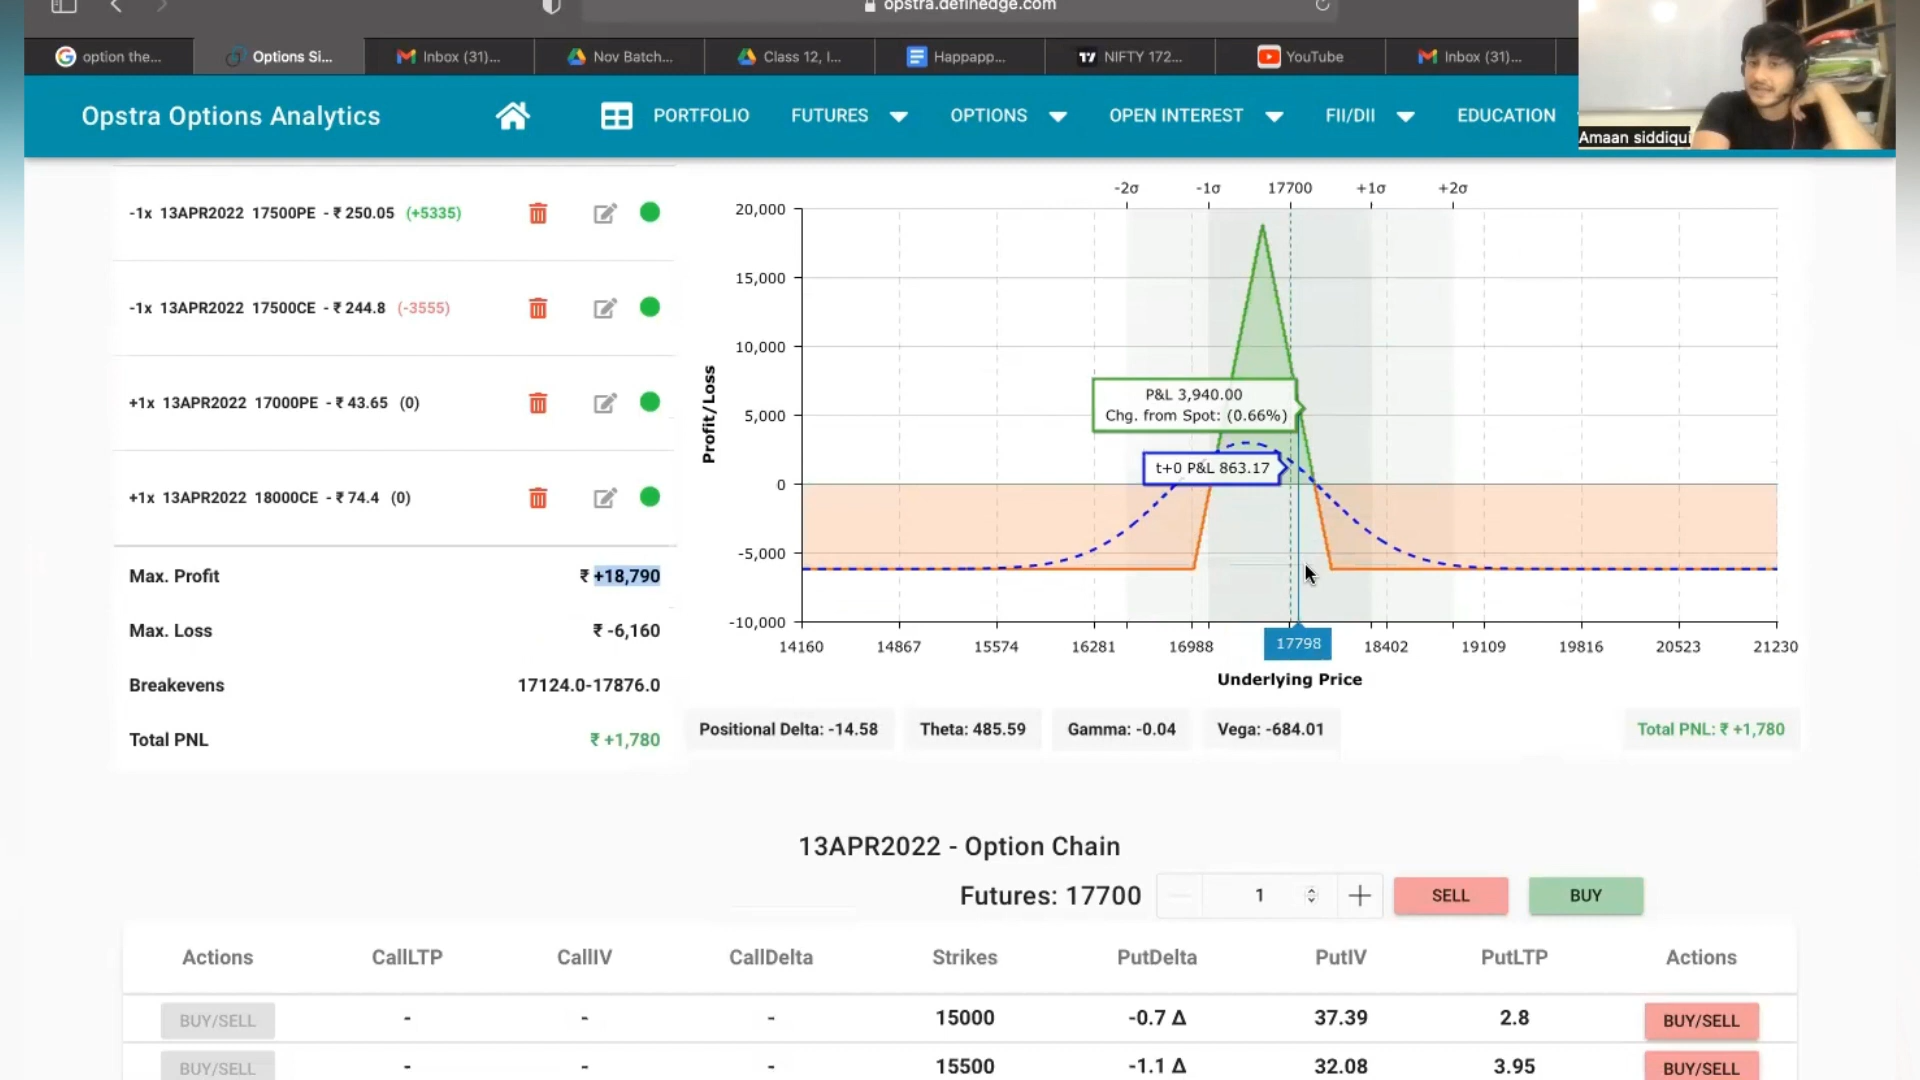 opstra.definedge.com
option the...
Options Si...
Inbox (31)...
Nov Batch...
Class 12, I...
Happapp...
NIFTY 172...
YouTube
Inbox (31)...
Opstra Options Analytics
PORTFOLIO
FUTURES
OPTIONS
OPEN INTEREST
FII/DII
EDUCATION
Amaan siddiqui
-1x 13APR2022 17500PE - ₹ 250.05 (+5335)
-1x 13APR2022 17500CE - ₹ 244.8 (-3555)
+1x 13APR2022 17000PE - ₹ 43.65 (0)
+1x 13APR2022 18000CE - ₹ 74.4 (0)
Max. Profit ₹ +18,790
Max. Loss ₹ -6,160
Breakevens 17124.0-17876.0
Total PNL ₹ +1,780
-2σ -1σ 17700 +1σ +2σ
20,000
15,000
10,000
5,000
0
-5,000
-10,000
Profit/Loss
P&L 3,940.00
Chg. from Spot: (0.66%)
t+0 P&L 863.17
14160 14867 15574 16281 16988 17798 18402 19109 19816 20523 21230
Underlying Price
Positional Delta: -14.58
Theta: 485.59
Gamma: -0.04
Vega: -684.01
Total PNL: ₹ +1,780
13APR2022 - Option Chain
Futures: 17700
1
SELL
BUY
Actions CallLTP CallIV CallDelta Strikes PutDelta PutIV PutLTP Actions
BUY/SELL - - - 15000 -0.7 Δ 37.39 2.8 BUY/SELL
BUY/SELL - - - 15500 -1.1 Δ 32.08 3.95 BUY/SELL